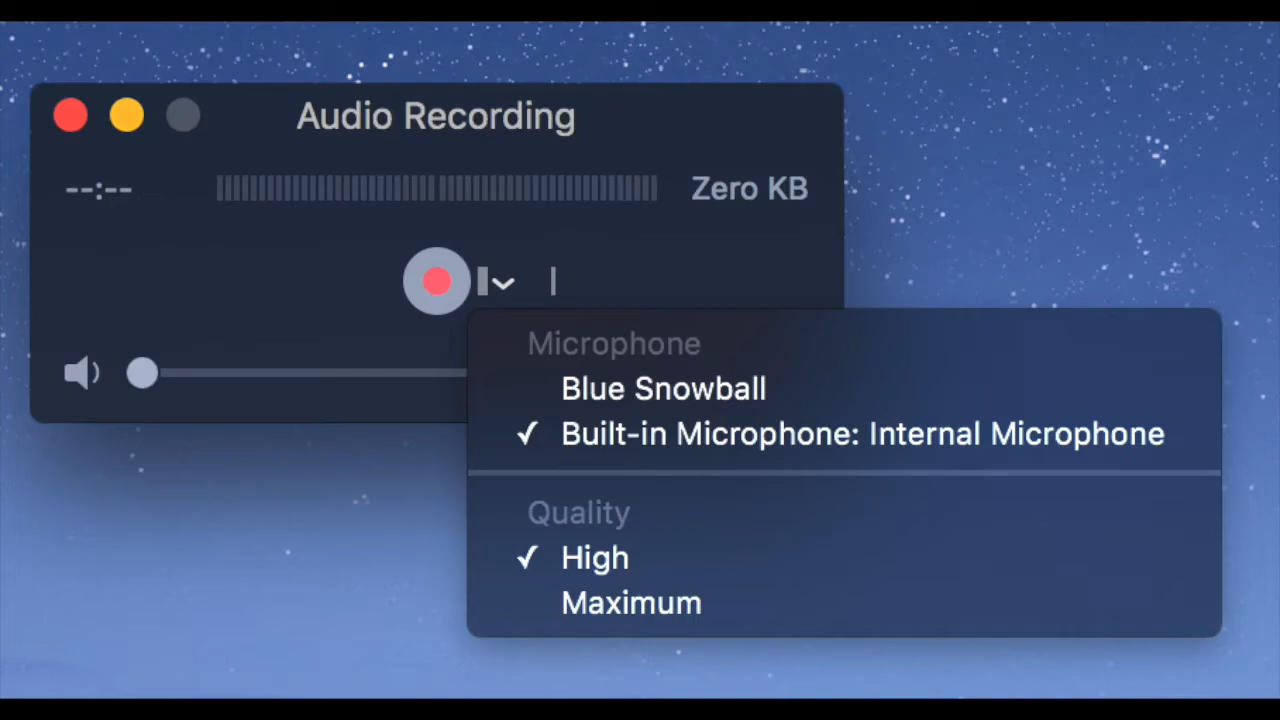 Audio Recording
--:--
Zero KB
Microphone
Blue Snowball
✓ Built-in Microphone: Internal Microphone
Quality
✓ High
Maximum